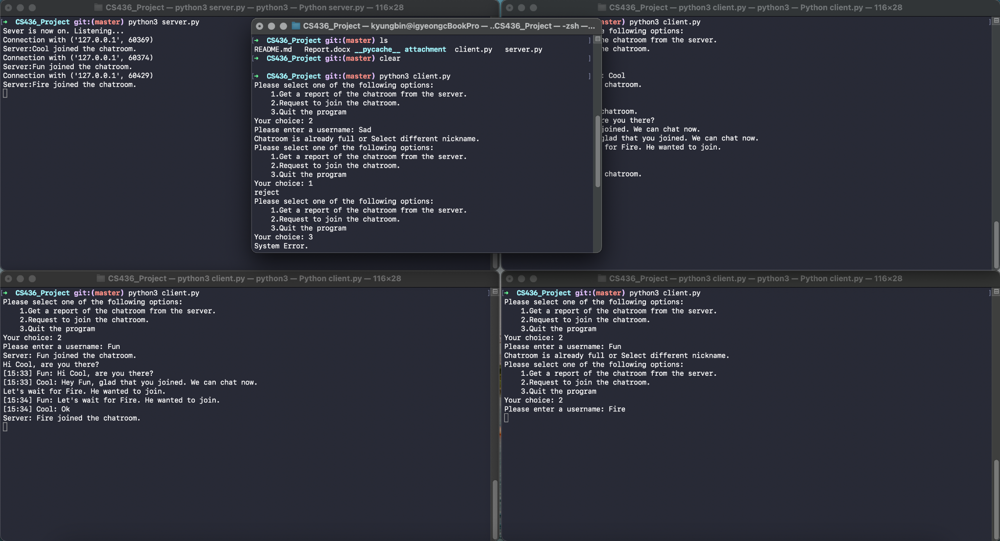 CS436_Project — python3 server.py — python3 — Python server.py — 116×28
[➜  CS436_Project git:(master) python3 server.py
Sever is now on. Listening...
Connection with ('127.0.0.1', 60369)
Server:Cool joined the chatroom.
Connection with ('127.0.0.1', 60374)
Server:Fun joined the chatroom.
Connection with ('127.0.0.1', 60429)
Server:Fire joined the chatroom.
CS436_Project — kyungbin@igyeongcBookPro — ..CS436_Project — -zsh —...
[➜  CS436_Project git:(master) ls ]
README.md   Report.docx __pycache__ attachment  client.py   server.py
[➜  CS436_Project git:(master) clear ]
[➜  CS436_Project git:(master) python3 client.py ]
Please select one of the following options:
    1.Get a report of the chatroom from the server.
    2.Request to join the chatroom.
    3.Quit the program
Your choice: 2
Please enter a username: Sad
Chatroom is already full or Select different nickname.
Please select one of the following options:
    1.Get a report of the chatroom from the server.
    2.Request to join the chatroom.
    3.Quit the program
Your choice: 1
reject
Please select one of the following options:
    1.Get a report of the chatroom from the server.
    2.Request to join the chatroom.
    3.Quit the program
Your choice: 3
System Error.
CS436_Project — python3 client.py — python3 — Python client.py — 116×28
ster) python3 client.py ]
e following options:
he chatroom from the server.
he chatroom.
: Cool
chatroom.
chatroom.
re you there?
joined. We can chat now.
glad that you joined. We can chat now.
for Fire. He wanted to join.
chatroom.
CS436_Project — python3 client.py — python3 — Python client.py — 116×28
[➜  CS436_Project git:(master) python3 client.py ]
Please select one of the following options:
    1.Get a report of the chatroom from the server.
    2.Request to join the chatroom.
    3.Quit the program
Your choice: 2
Please enter a username: Fun
Server: Fun joined the chatroom.
Hi Cool, are you there?
[15:33] Fun: Hi Cool, are you there?
[15:33] Cool: Hey Fun, glad that you joined. We can chat now.
Let's wait for Fire. He wanted to join.
[15:34] Fun: Let's wait for Fire. He wanted to join.
[15:34] Cool: Ok
Server: Fire joined the chatroom.
CS436_Project — python3 client.py — python3 — Python client.py — 116×28
[➜  CS436_Project git:(master) python3 client.py ]
Please select one of the following options:
    1.Get a report of the chatroom from the server.
    2.Request to join the chatroom.
    3.Quit the program
Your choice: 2
Please enter a username: Fun
Chatroom is already full or Select different nickname.
Please select one of the following options:
    1.Get a report of the chatroom from the server.
    2.Request to join the chatroom.
    3.Quit the program
Your choice: 2
Please enter a username: Fire